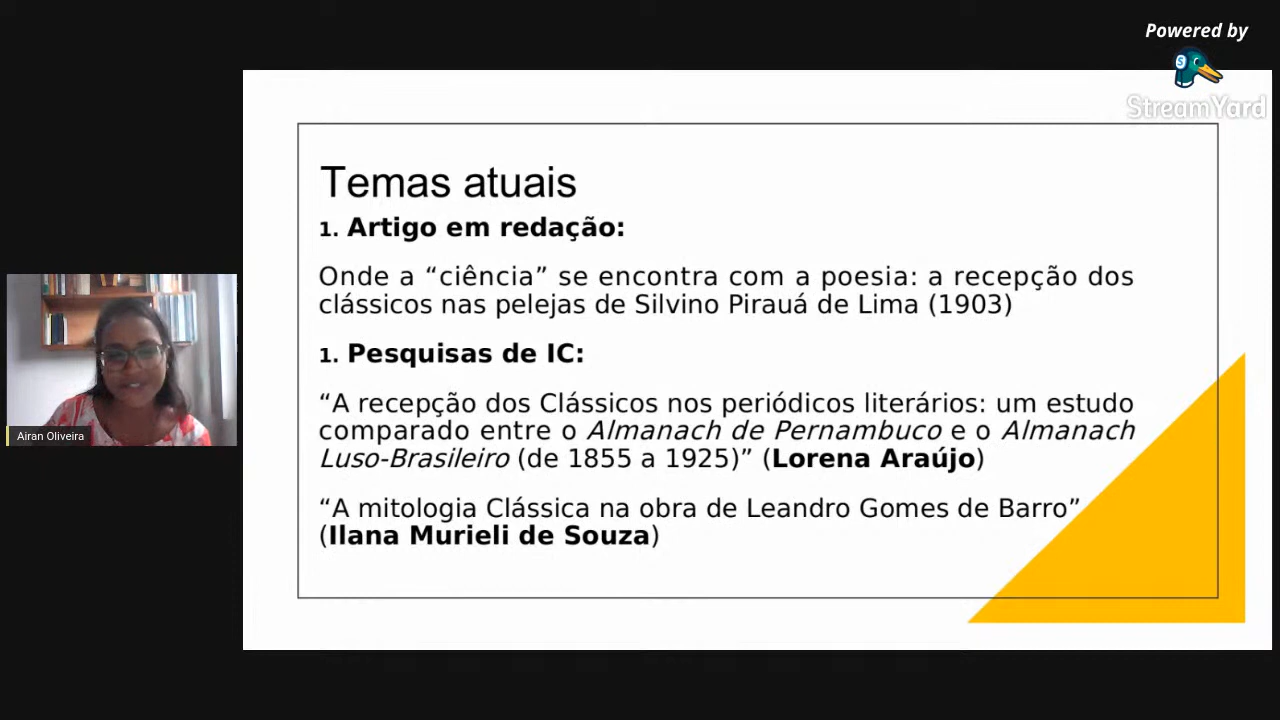 Powered by
StreamYard
Temas atuais
1. Artigo em redação:
Onde a “ciência” se encontra com a poesia: a recepção dos
clássicos nas pelejas de Silvino Pirauá de Lima (1903)
1. Pesquisas de IC:
“A recepção dos Clássicos nos periódicos literários: um estudo
comparado entre o Almanach de Pernambuco e o Almanach
Luso-Brasileiro (de 1855 a 1925)” (Lorena Araújo)
“A mitologia Clássica na obra de Leandro Gomes de Barro”
(Ilana Murieli de Souza)
Airan Oliveira